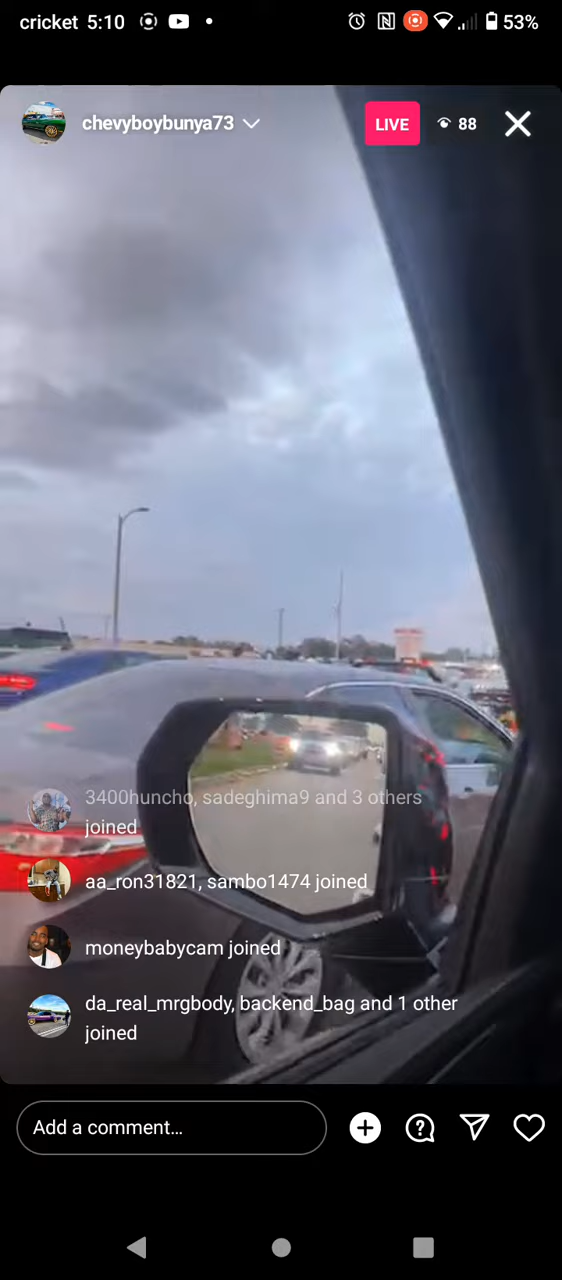 cricket 5:10 53%
chevyboybunya73 LIVE 88
3400huncho, sadeghima9 and 3 others
joined
aa_ron31821, sambo1474 joined
moneybabycam joined
da_real_mrgbody, backend_bag and 1 other
joined
Add a comment…